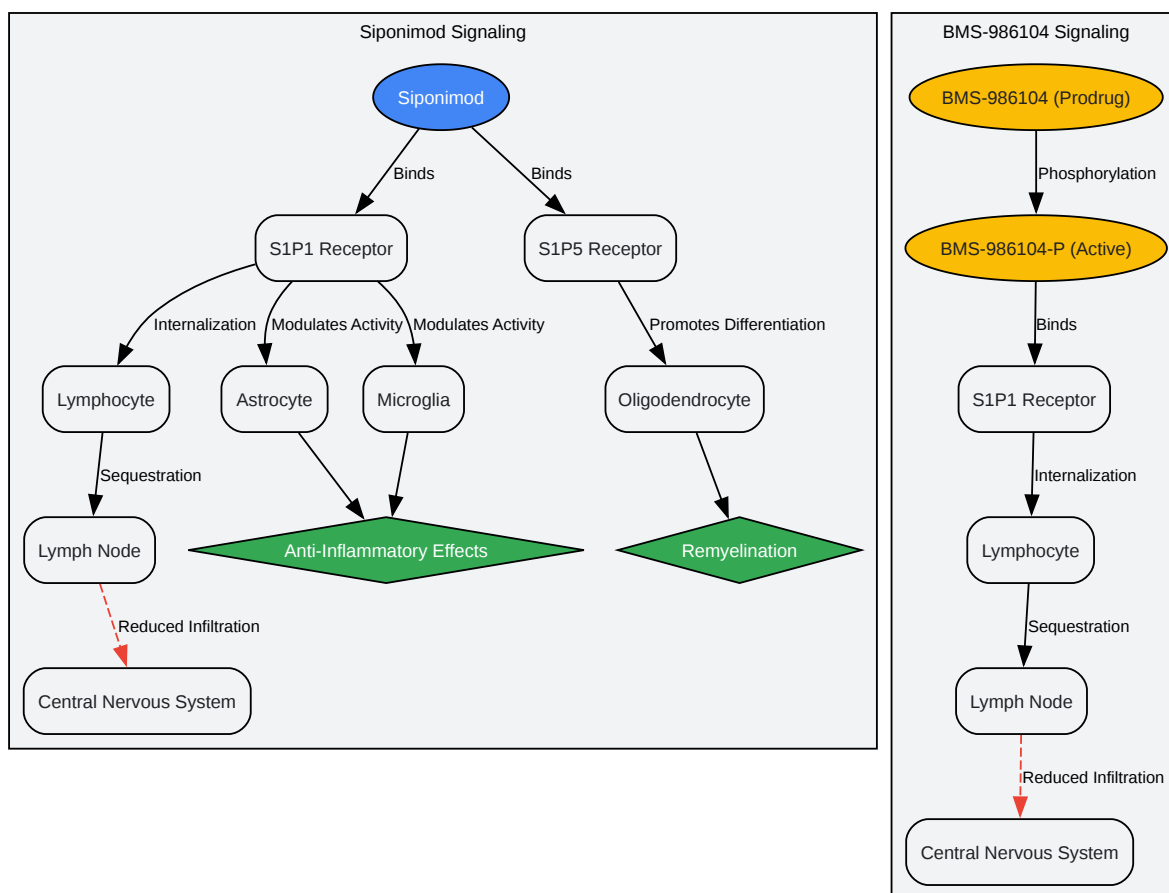 Siponimod Signaling
Siponimod
Binds
Binds
S1P1 Receptor
S1P5 Receptor
Internalization
Modulates Activity
Modulates Activity
Promotes Differentiation
Lymphocyte
Astrocyte
Microglia
Oligodendrocyte
Sequestration
Lymph Node
Anti-Inflammatory Effects
Remyelination
Reduced Infiltration
Central Nervous System
BMS-986104 Signaling
BMS-986104 (Prodrug)
Phosphorylation
BMS-986104-P (Active)
Binds
S1P1 Receptor
Internalization
Lymphocyte
Sequestration
Lymph Node
Reduced Infiltration
Central Nervous System